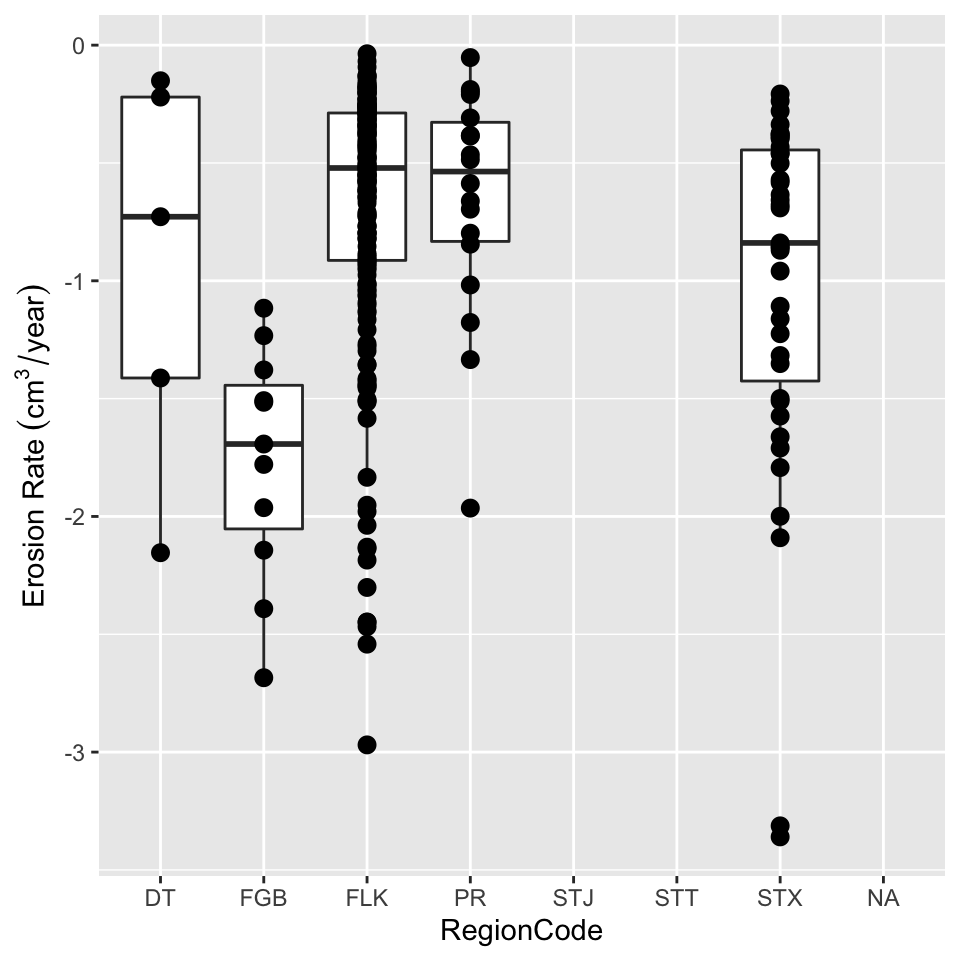 0
-1
-2
-3
Erosion Rate (cm³/year)
DT FGB FLK PR STJ STT STX NA
RegionCode